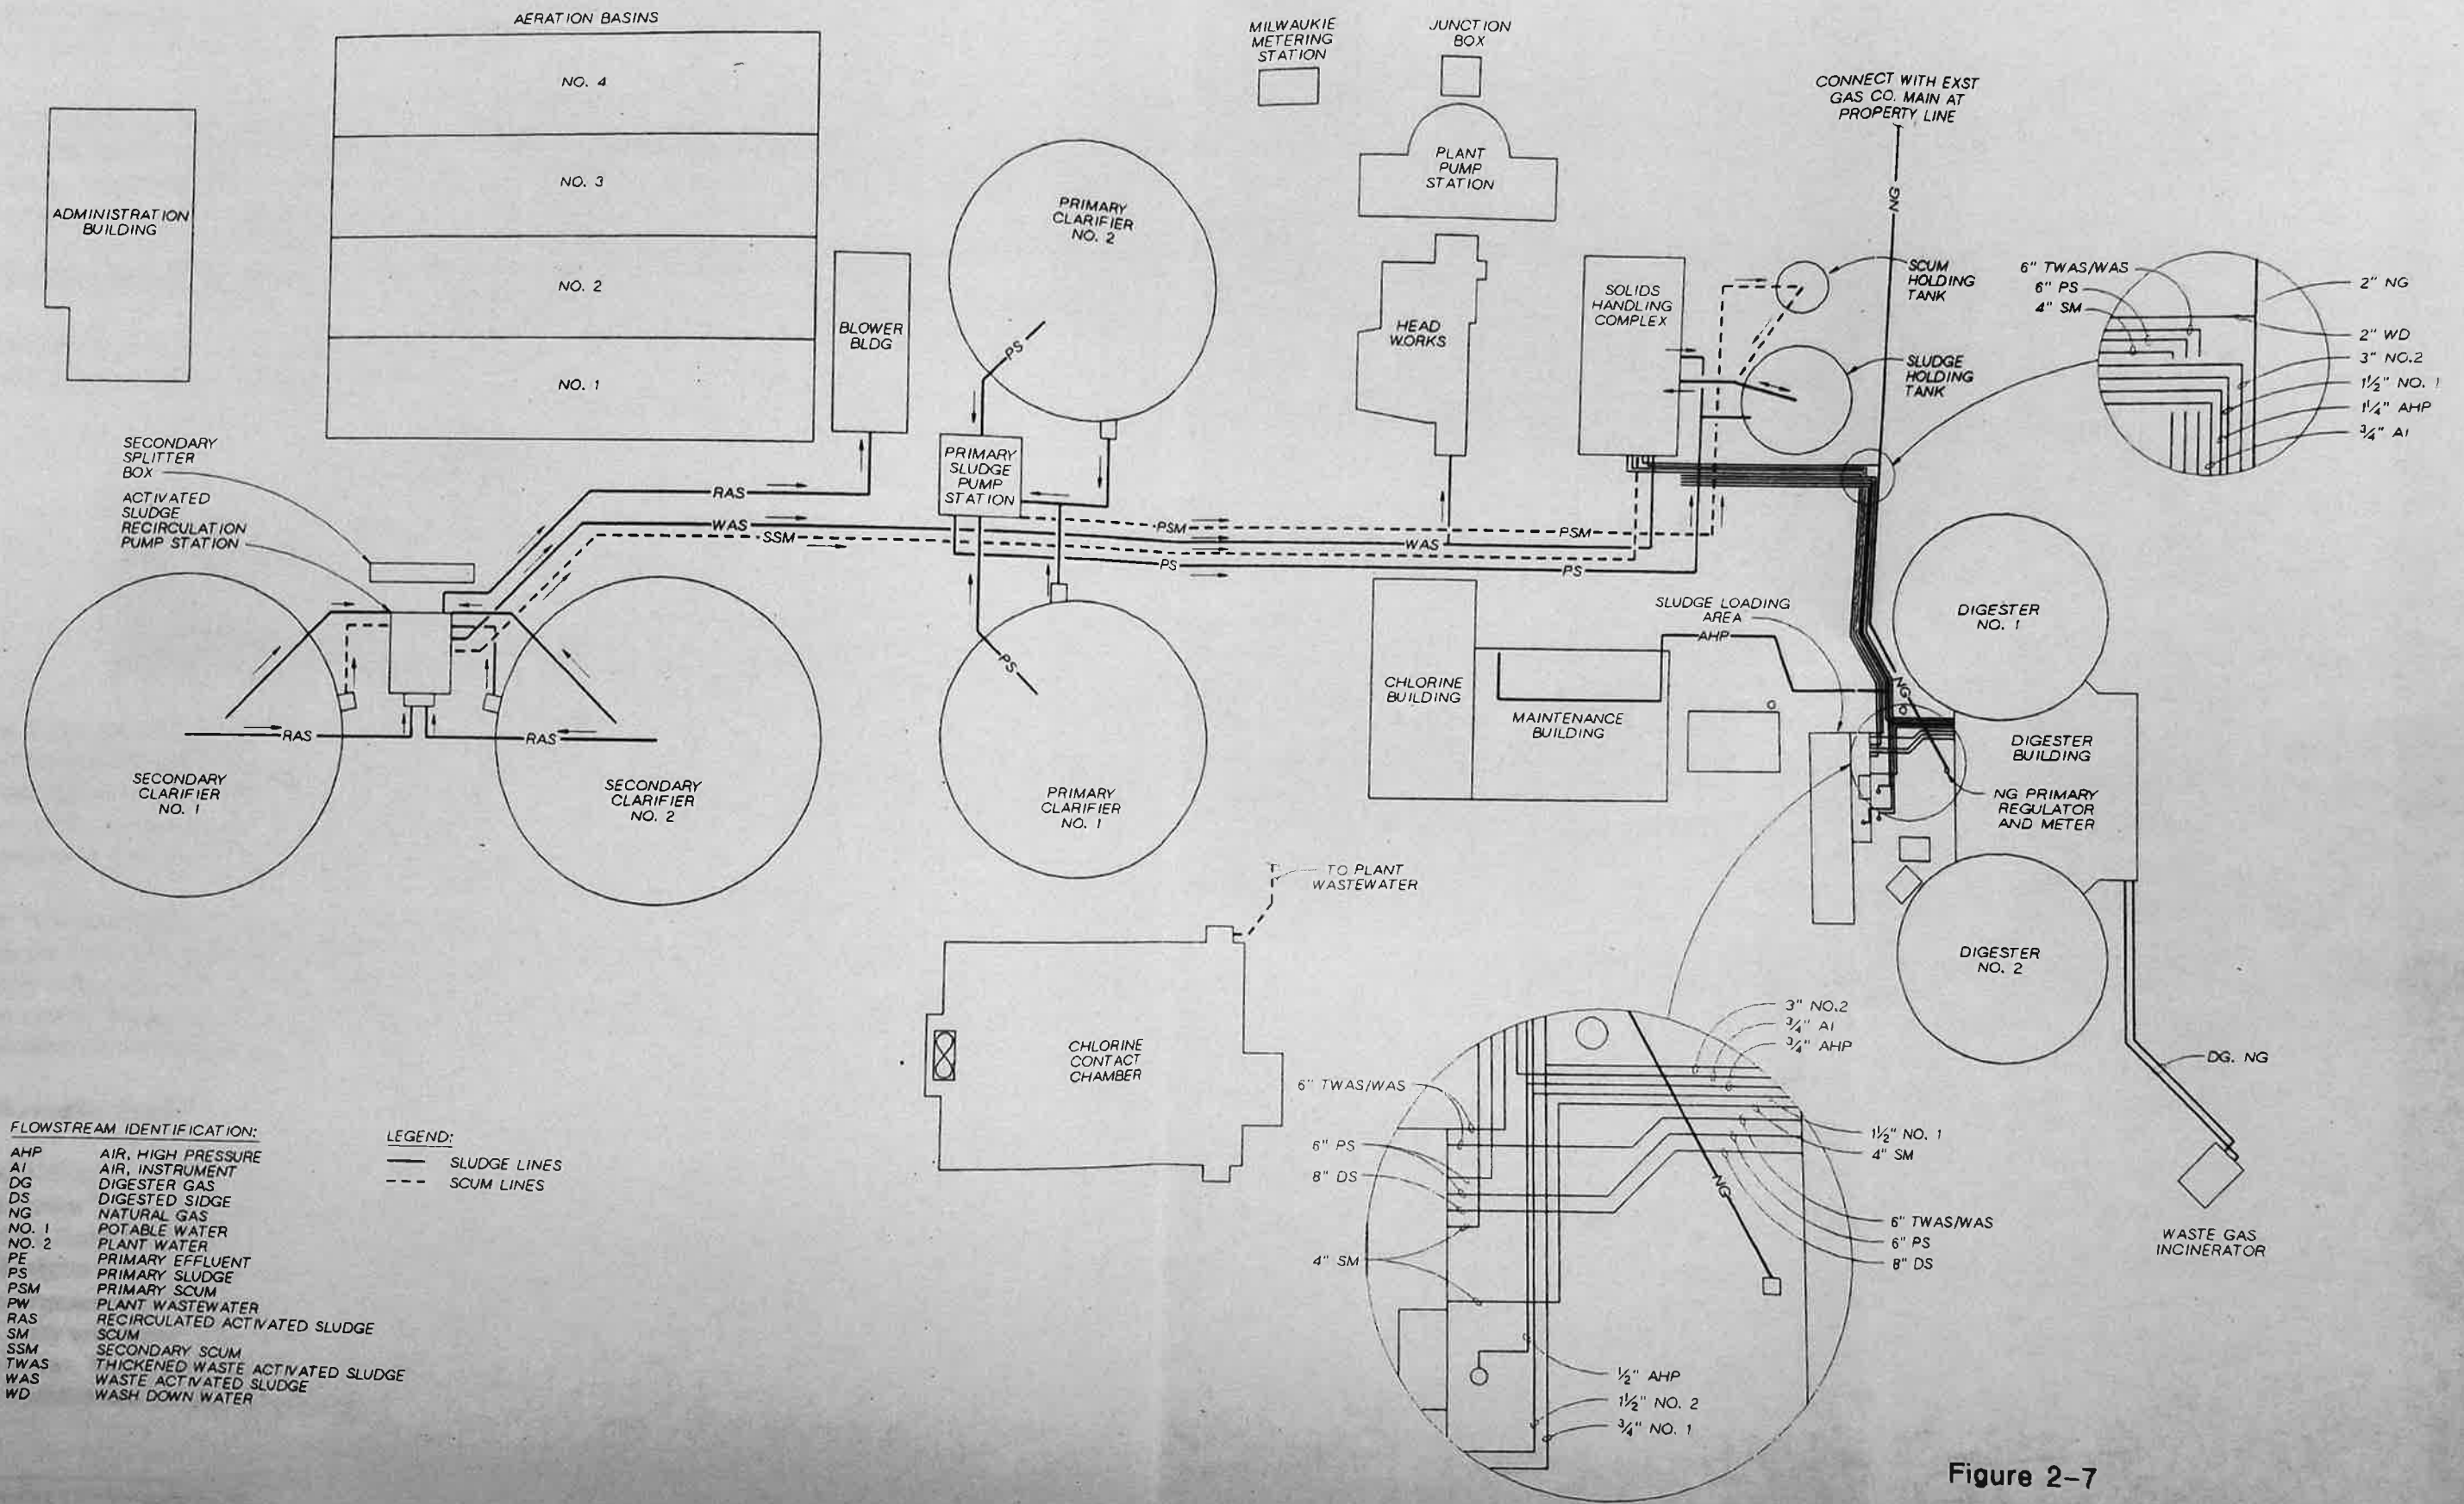 AERATION BASINS
NO. 4
NO. 3
NO. 2
NO. 1
ADMINISTRATION
BUILDING
BLOWER
BLDG
PRIMARY
CLARIFIER
NO. 2
PS
PRIMARY
SLUDGE
PUMP
STATION
MILWAUKIE
METERING
STATION
JUNCTION
BOX
PLANT
PUMP
STATION
HEAD
WORKS
SOLIDS
HANDLING
COMPLEX
CONNECT WITH EXST
GAS CO. MAIN AT
PROPERTY LINE
NG
SCUM
HOLDING
TANK
SLUDGE
HOLDING
TANK
6" TWAS/WAS
6" PS
4" SM
2" NG
2" WD
3" NO.2
1½" NO. 1
1¼" AHP
¾" AI
SECONDARY
SPLITTER
BOX
ACTIVATED
SLUDGE
RECIRCULATION
PUMP STATION
RAS
WAS
SSM
PSM
WAS
PS
PSM
PS
RAS
RAS
SECONDARY
CLARIFIER
NO. 1
SECONDARY
CLARIFIER
NO. 2
PS
PRIMARY
CLARIFIER
NO. 1
CHLORINE
BUILDING
MAINTENANCE
BUILDING
SLUDGE LOADING
AREA
AHP
NG
DIGESTER
NO. 1
DIGESTER
BUILDING
NG PRIMARY
REGULATOR
AND METER
DIGESTER
NO. 2
TO PLANT
WASTEWATER
CHLORINE
CONTACT
CHAMBER
DG. NG
WASTE GAS
INCINERATOR
3" NO.2
¾" AI
¾" AHP
6" TWAS/WAS
6" PS
8" DS
4" SM
NG
1½" NO. 1
4" SM
6" TWAS/WAS
6" PS
8" DS
½" AHP
1½" NO. 2
¾" NO. 1
FLOWSTREAM IDENTIFICATION:
AHP AIR, HIGH PRESSURE
AI AIR, INSTRUMENT
DG DIGESTER GAS
DS DIGESTED SIDGE
NG NATURAL GAS
NO. 1 POTABLE WATER
NO. 2 PLANT WATER
PE PRIMARY EFFLUENT
PS PRIMARY SLUDGE
PSM PRIMARY SCUM
PW PLANT WASTEWATER
RAS RECIRCULATED ACTIVATED SLUDGE
SM SCUM
SSM SECONDARY SCUM
TWAS THICKENED WASTE ACTIVATED SLUDGE
WAS WASTE ACTIVATED SLUDGE
WD WASH DOWN WATER
LEGEND:
SLUDGE LINES
SCUM LINES
Figure 2-7